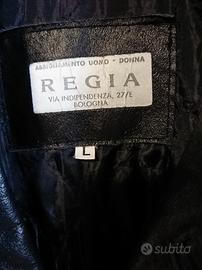 ABBIGLIAMENTO UOMO - DONNA
REGIA
VIA INDIPENDENZA, 27/E
BOLOGNA
L
subito